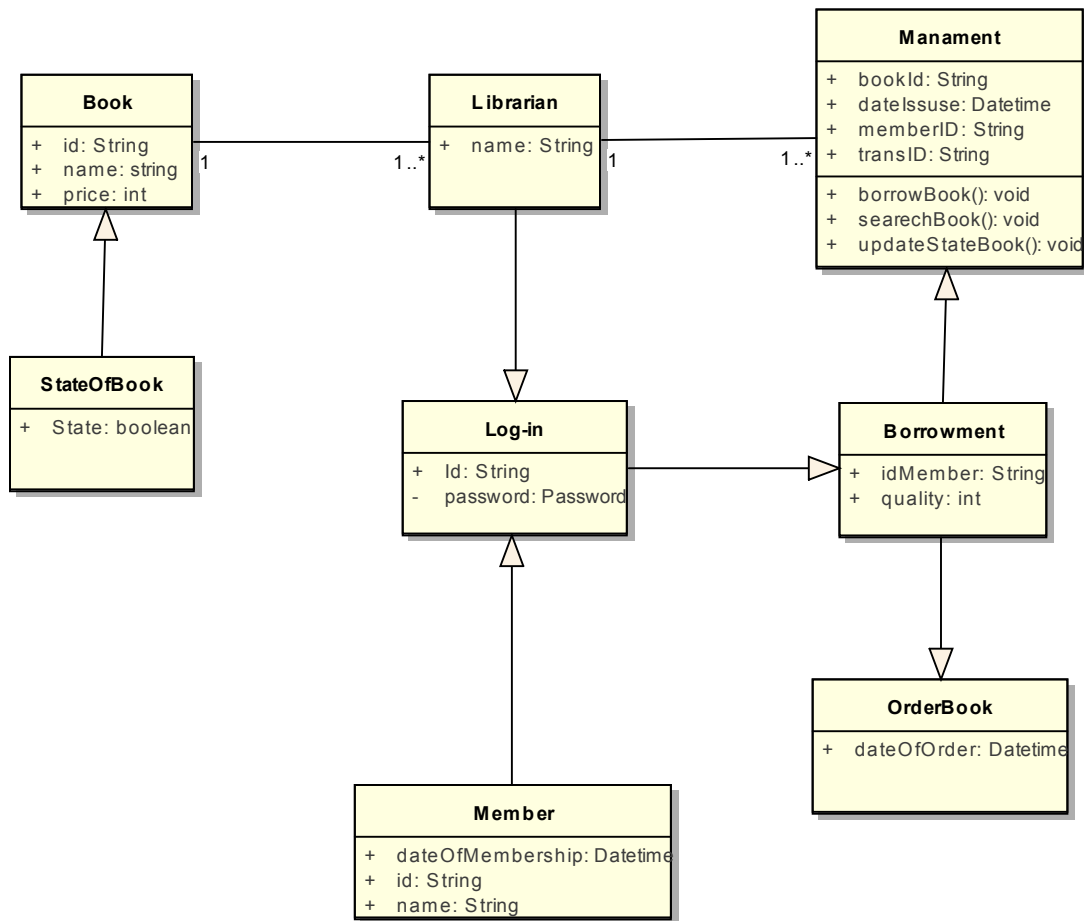 Manament
+ bookId: String
+ dateIssuse: Datetime
+ memberID: String
+ transID: String
+ borrowBook(): void
+ searechBook(): void
+ updateStateBook(): void
Book
+ id: String
+ name: string
+ price: int
1
1..*
Librarian
+ name: String
1
1..*
StateOfBook
+ State: boolean
Log-in
+ Id: String
- password: Password
Borrowment
+ idMember: String
+ quality: int
OrderBook
+ dateOfOrder: Datetime
Member
+ dateOfMembership: Datetime
+ id: String
+ name: String